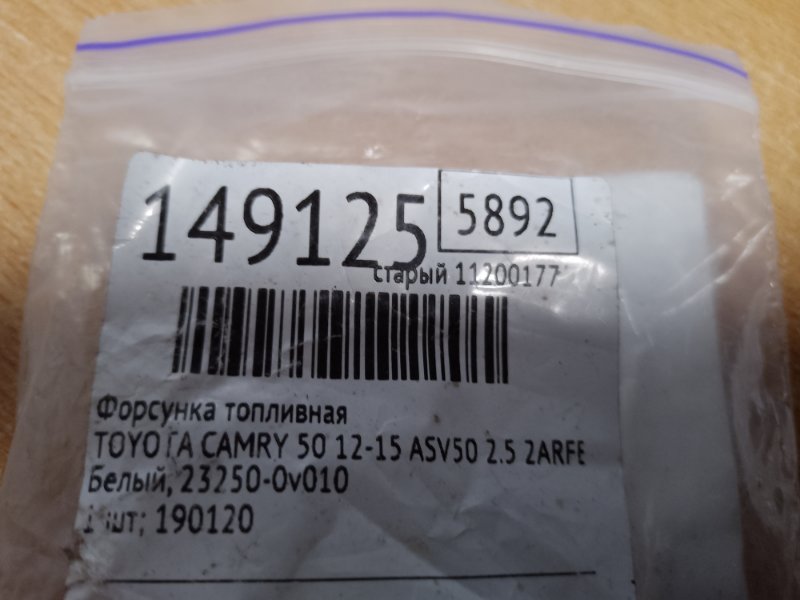 149125 5892
старый 11200177
Форсунка топливная
TOYOTA CAMRY 50 12-15 ASV50 2.5 2ARFE
Белый, 23250-0v010
1 шт; 190120